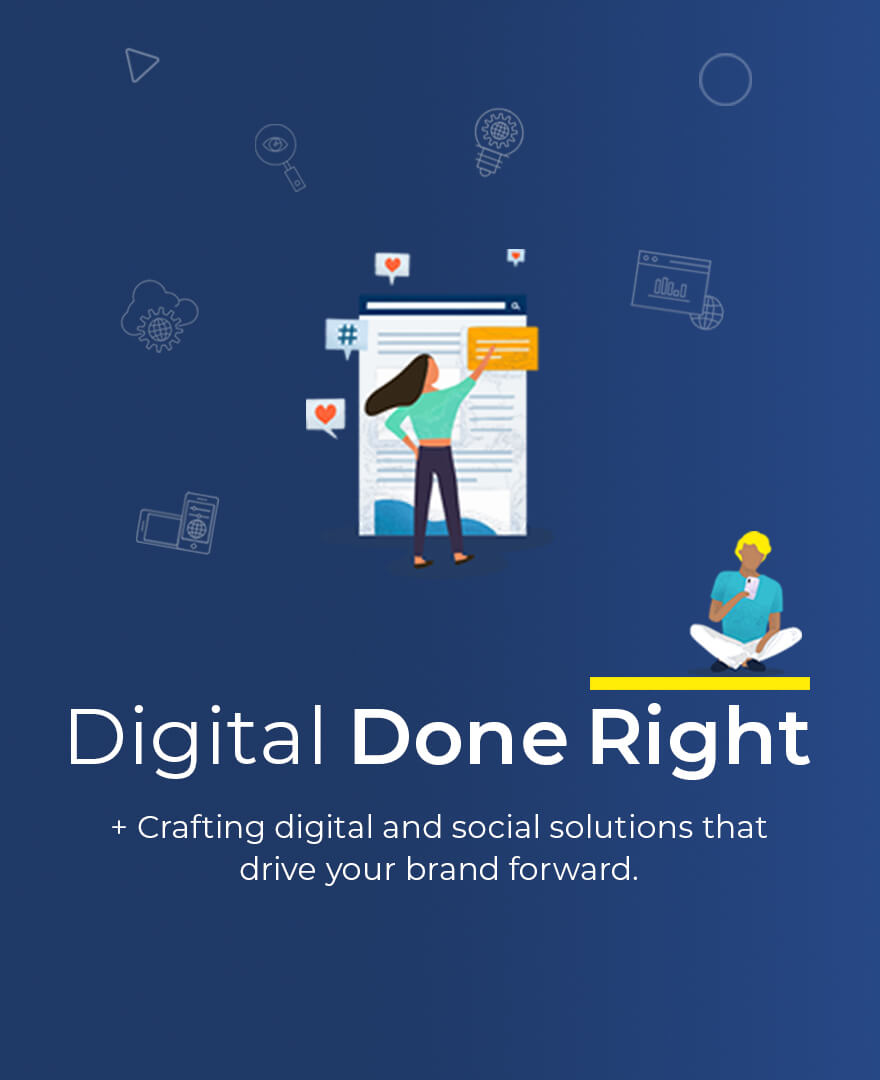 #
Digital Done Right
+ Crafting digital and social solutions that
drive your brand forward.